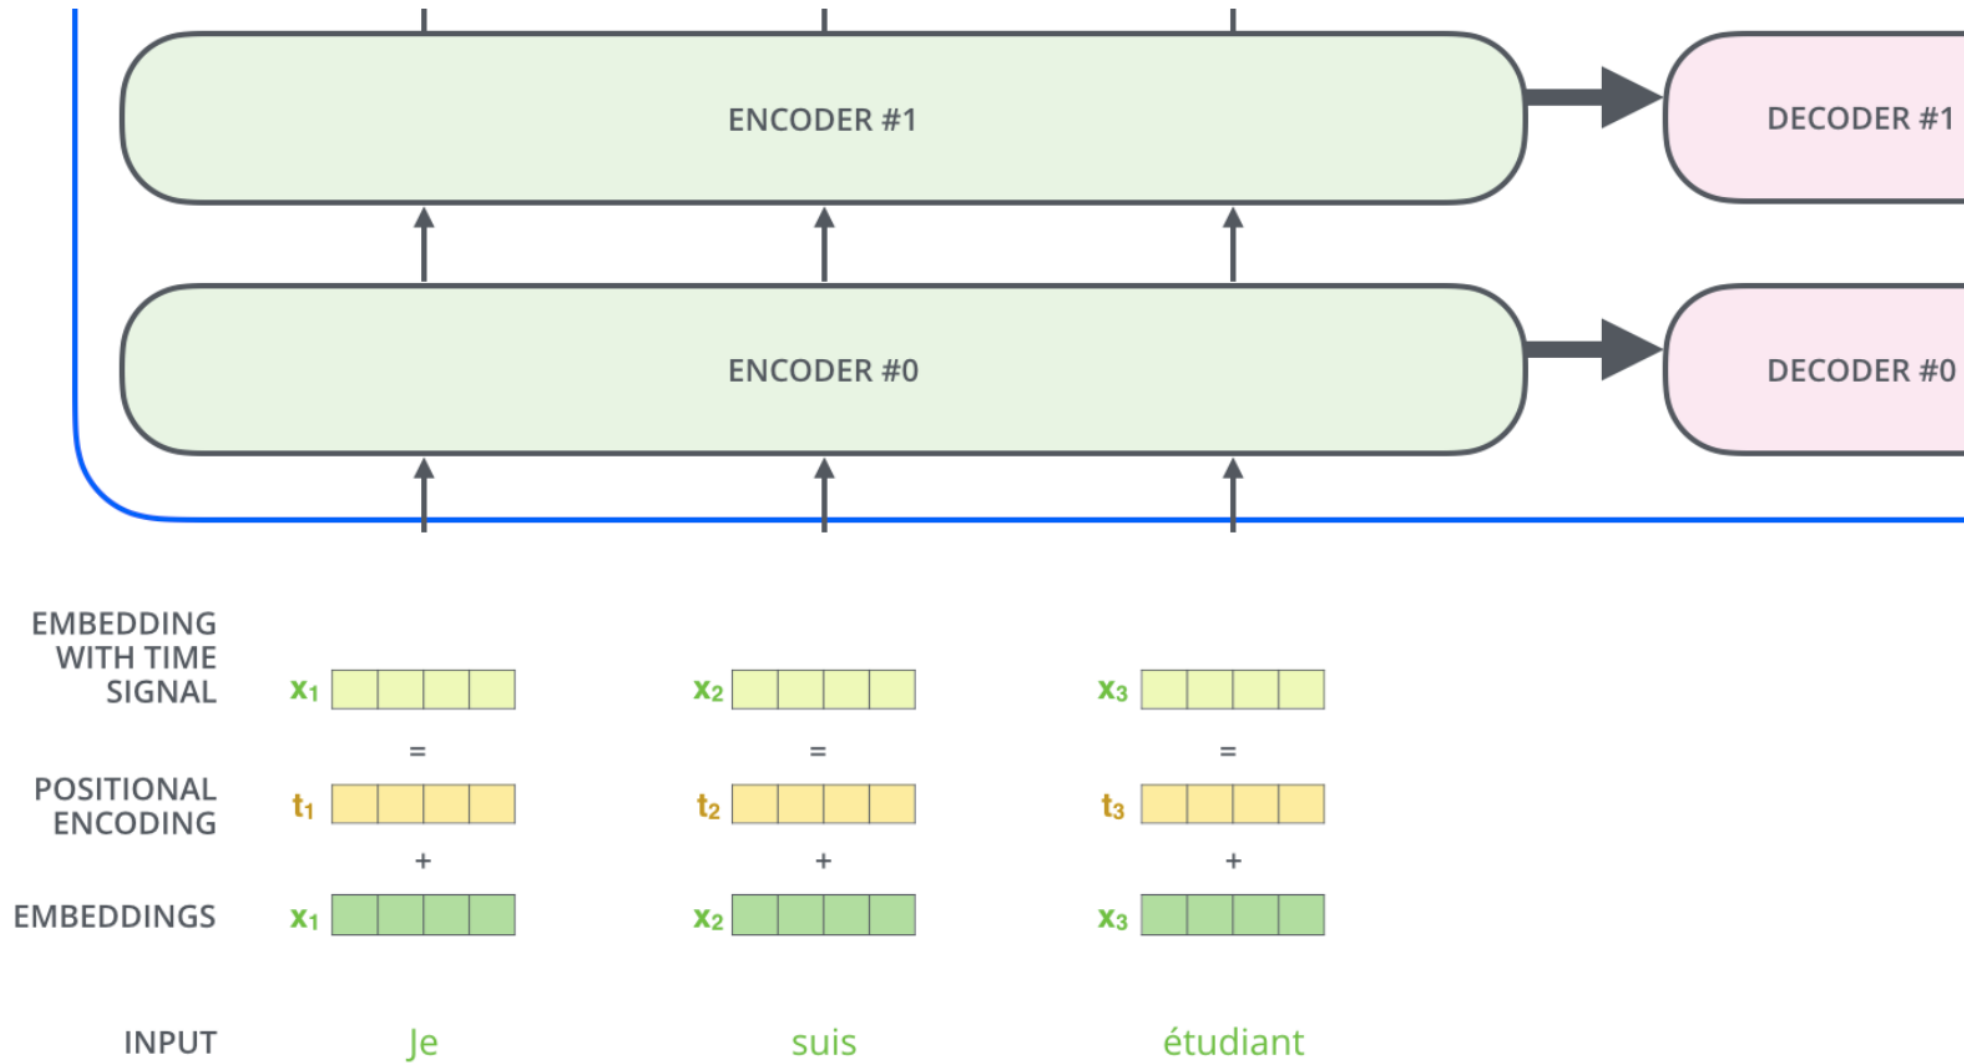 ENCODER #1
DECODER #1
ENCODER #0
DECODER #0
EMBEDDING
WITH TIME
SIGNAL
x₁
x₂
x₃
=
=
=
POSITIONAL
ENCODING
t₁
t₂
t₃
+
+
+
EMBEDDINGS
x₁
x₂
x₃
INPUT
Je
suis
étudiant